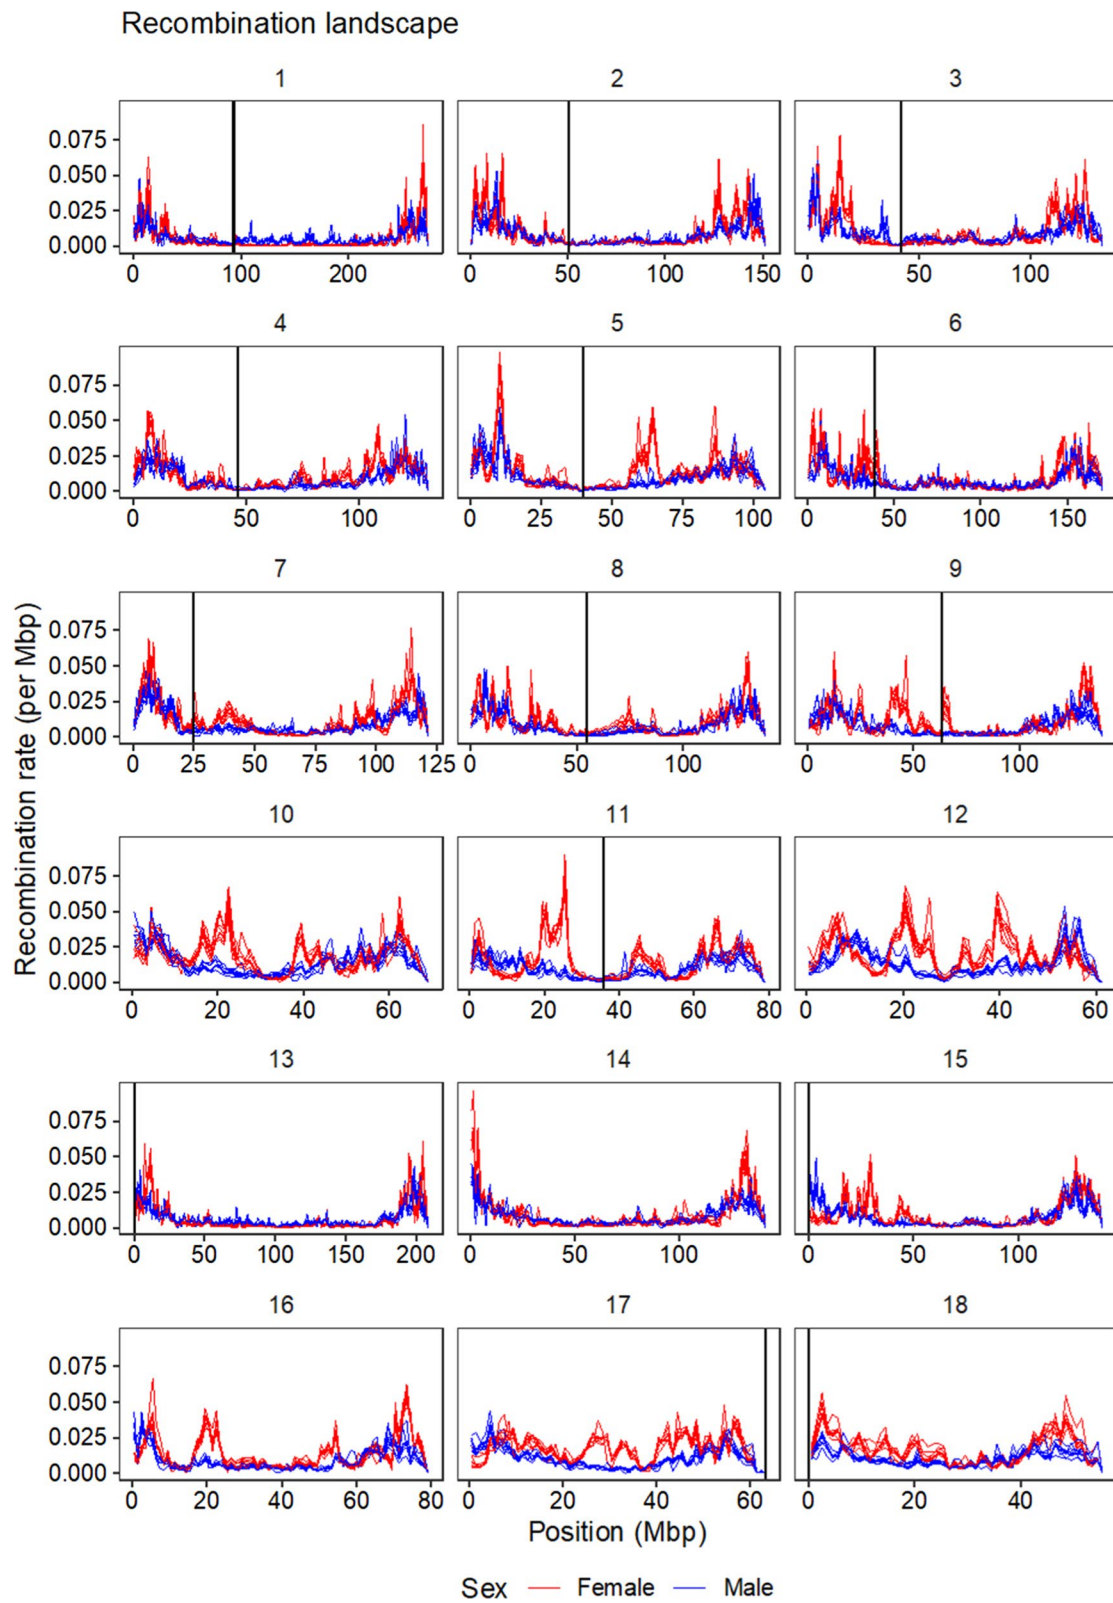 Recombination landscape
1 2 3
0.075
0.050
0.025
0.000
0 100 200 0 50 100 150 0 50 100
4 5 6
0.075
0.050
0.025
0.000
0 50 100 0 25 50 75 100 0 50 100 150
7 8 9
0.075
0.050
0.025
0.000
0 25 50 75 100 125 0 50 100 0 50 100
Recombination rate (per Mbp)
10 11 12
0.075
0.050
0.025
0.000
0 20 40 60 0 20 40 60 80 0 20 40 60
13 14 15
0.075
0.050
0.025
0.000
0 50 100 150 200 0 50 100 0 50 100
16 17 18
0.075
0.050
0.025
0.000
0 20 40 60 80 0 20 40 60 0 20 40
Position (Mbp)
Sex Female Male